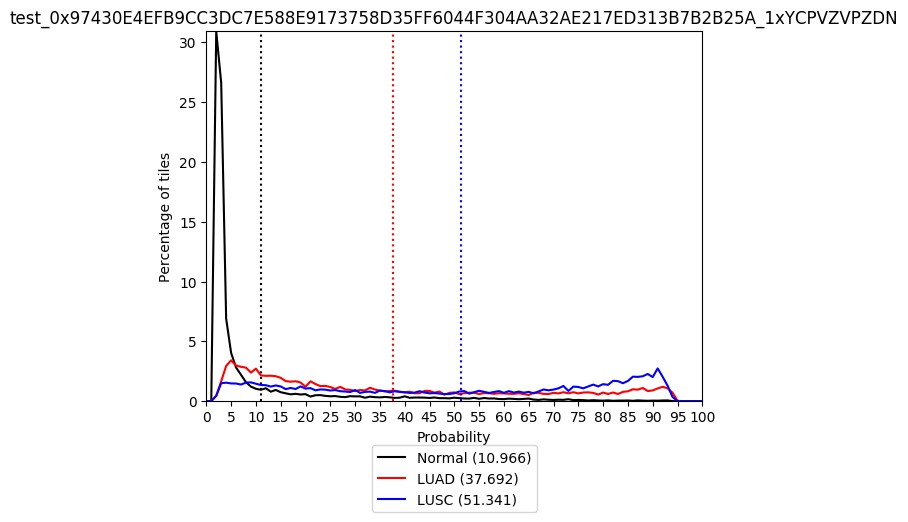 test_0x97430E4EFB9CC3DC7E588E9173758D35FF6044F304AA32AE217ED313B7B2B25A_1xYCPVZVPZDN
30
25
20
15
10
5
0
Percentage of tiles
0 5 10 15 20 25 30 35 40 45 50 55 60 65 70 75 80 85 90 95 100
Probability
Normal (10.966)
LUAD (37.692)
LUSC (51.341)